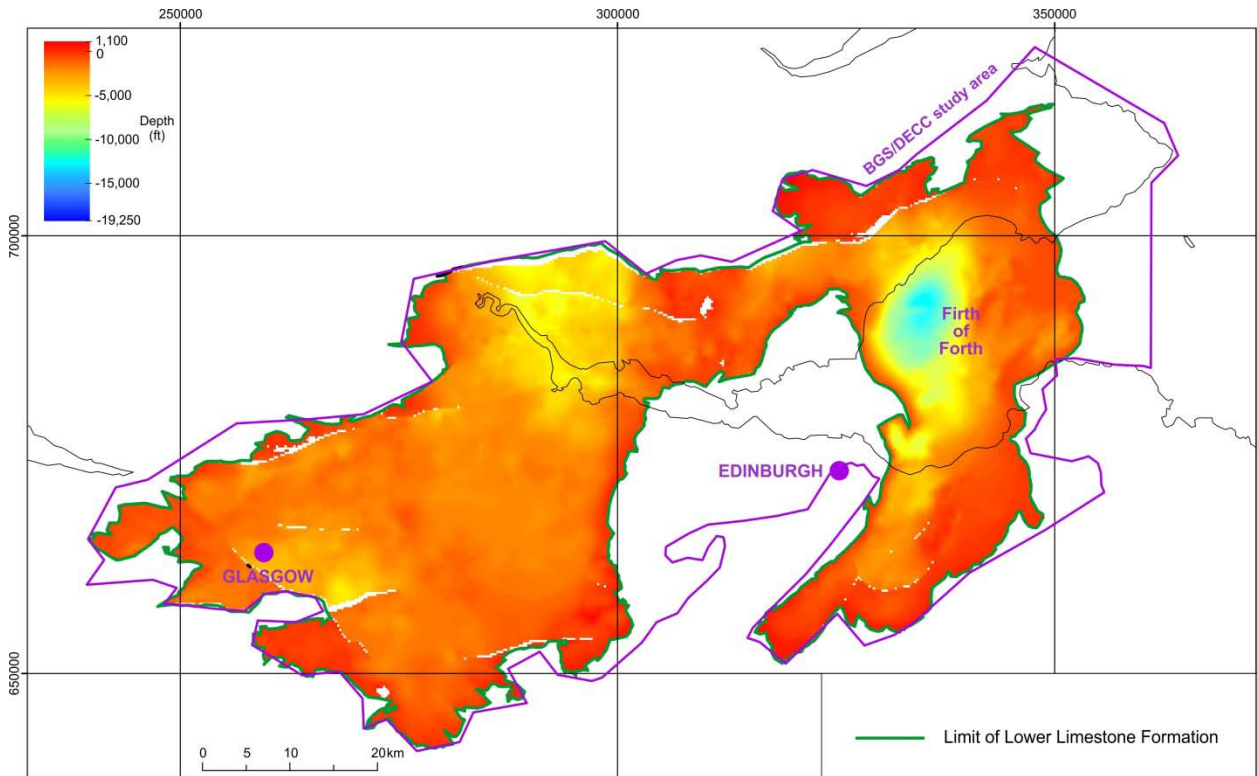 250000
300000
350000
1,100
0
-5,000
Depth
(ft)
-10,000
-15,000
-19,250
BGS/DECC study area
700000
Firth
of
Forth
EDINBURGH
GLASGOW
650000
0 5 10 20km
Limit of Lower Limestone Formation